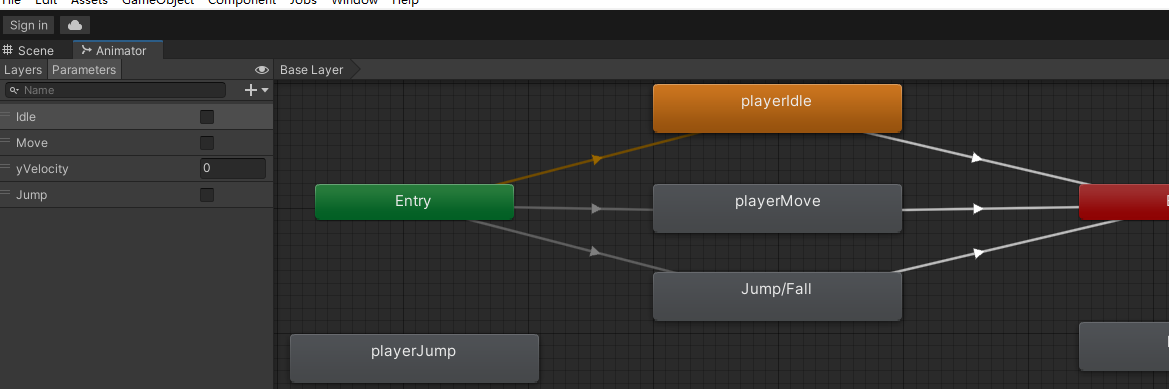 File Edit Assets GameObject Component Jobs Window Help
Sign in
Scene Animator
Layers Parameters
Base Layer
Name
Idle
Move
yVelocity 0
Jump
playerIdle
Entry
playerMove
Jump/Fall
playerJump